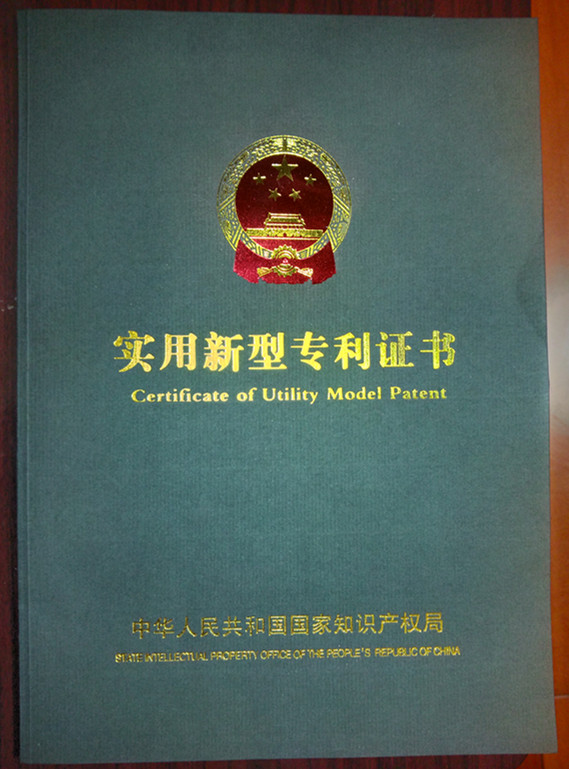 实用新型专利证书
Certificate of Utility Model Patent
中华人民共和国国家知识产权局
STATE INTELLECTUAL PROPERTY OFFICE OF THE PEOPLE'S REPUBLIC OF CHINA